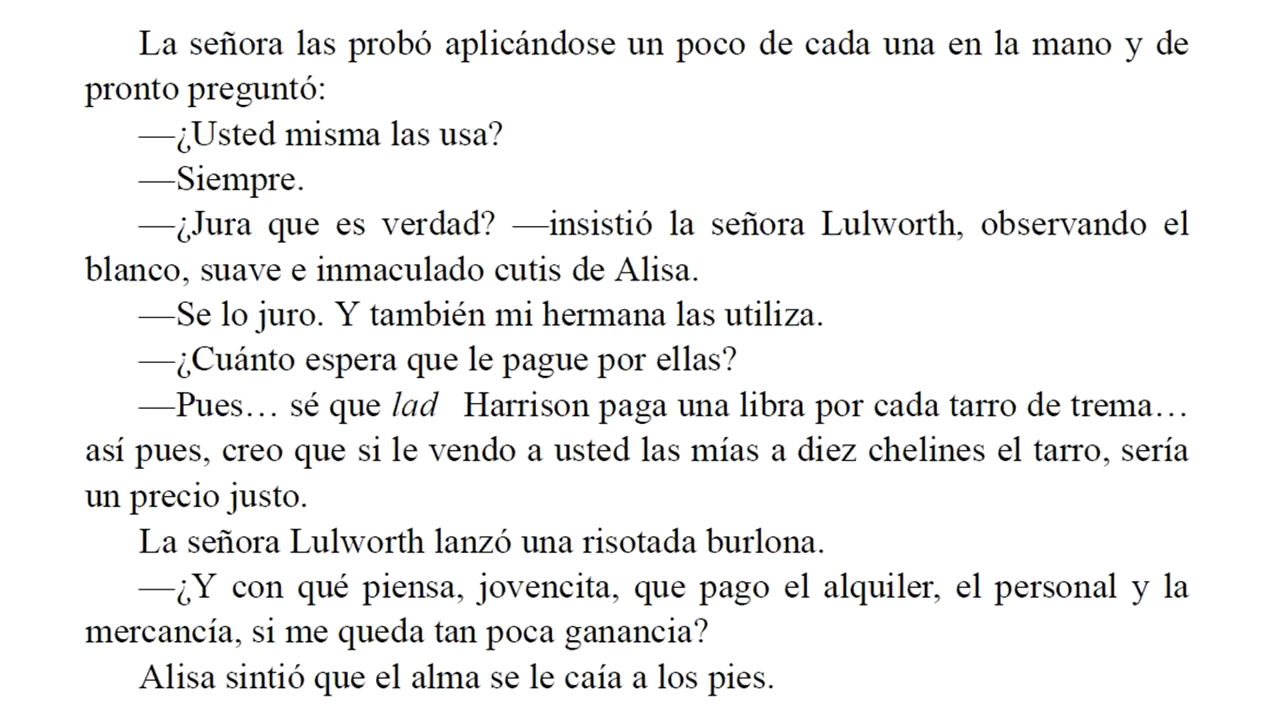 La señora las probó aplicándose un poco de cada una en la mano y de
pronto preguntó:
—¿Usted misma las usa?
—Siempre.
—¿Jura que es verdad? —insistió la señora Lulworth, observando el
blanco, suave e inmaculado cutis de Alisa.
—Se lo juro. Y también mi hermana las utiliza.
—¿Cuánto espera que le pague por ellas?
—Pues… sé que lad Harrison paga una libra por cada tarro de trema…
así pues, creo que si le vendo a usted las mías a diez chelines el tarro, sería
un precio justo.
La señora Lulworth lanzó una risotada burlona.
—¿Y con qué piensa, jovencita, que pago el alquiler, el personal y la
mercancía, si me queda tan poca ganancia?
Alisa sintió que el alma se le caía a los pies.